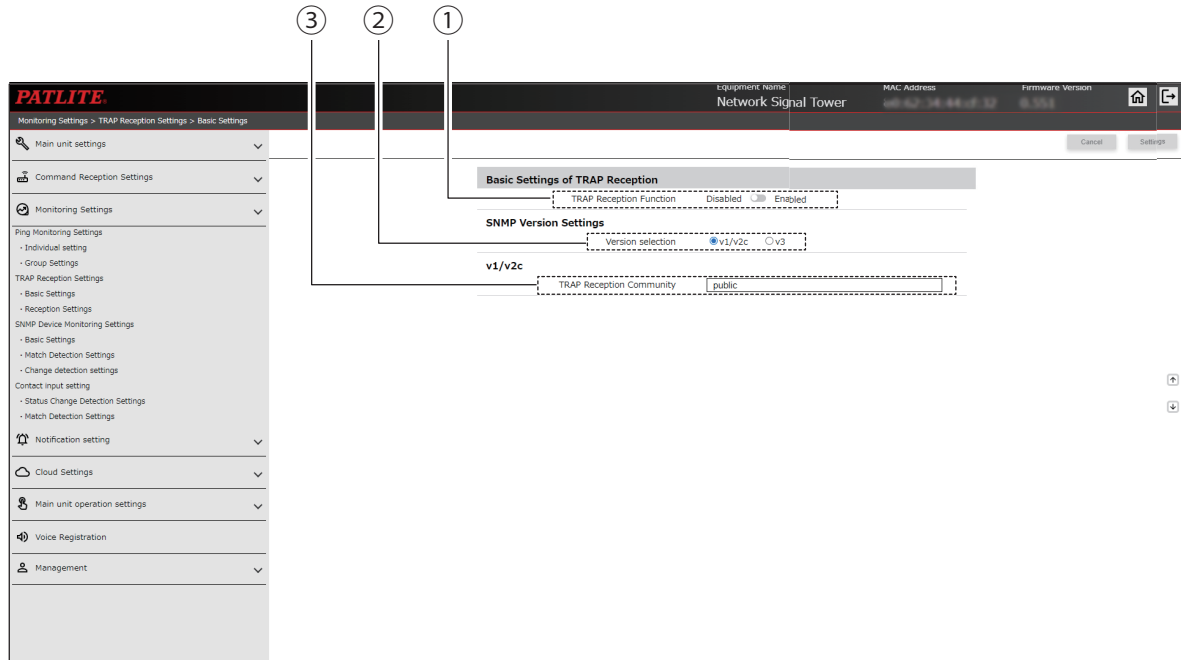 ③ ② ①
PATLITE
Equipment Name
Network Signal Tower
MAC Address
Firmware Version
0.551
Monitoring Settings > TRAP Reception Settings > Basic Settings
Cancel Settings
Main unit settings
Command Reception Settings
Monitoring Settings
Ping Monitoring Settings
・Individual setting
・Group Settings
TRAP Reception Settings
・Basic Settings
・Reception Settings
SNMP Device Monitoring Settings
・Basic Settings
・Match Detection Settings
・Change detection settings
Contact input setting
・Status Change Detection Settings
・Match Detection Settings
Notification setting
Cloud Settings
Main unit operation settings
Voice Registration
Management
Basic Settings of TRAP Reception
TRAP Reception Function Disabled Enabled
SNMP Version Settings
Version selection v1/v2c v3
v1/v2c
TRAP Reception Community public